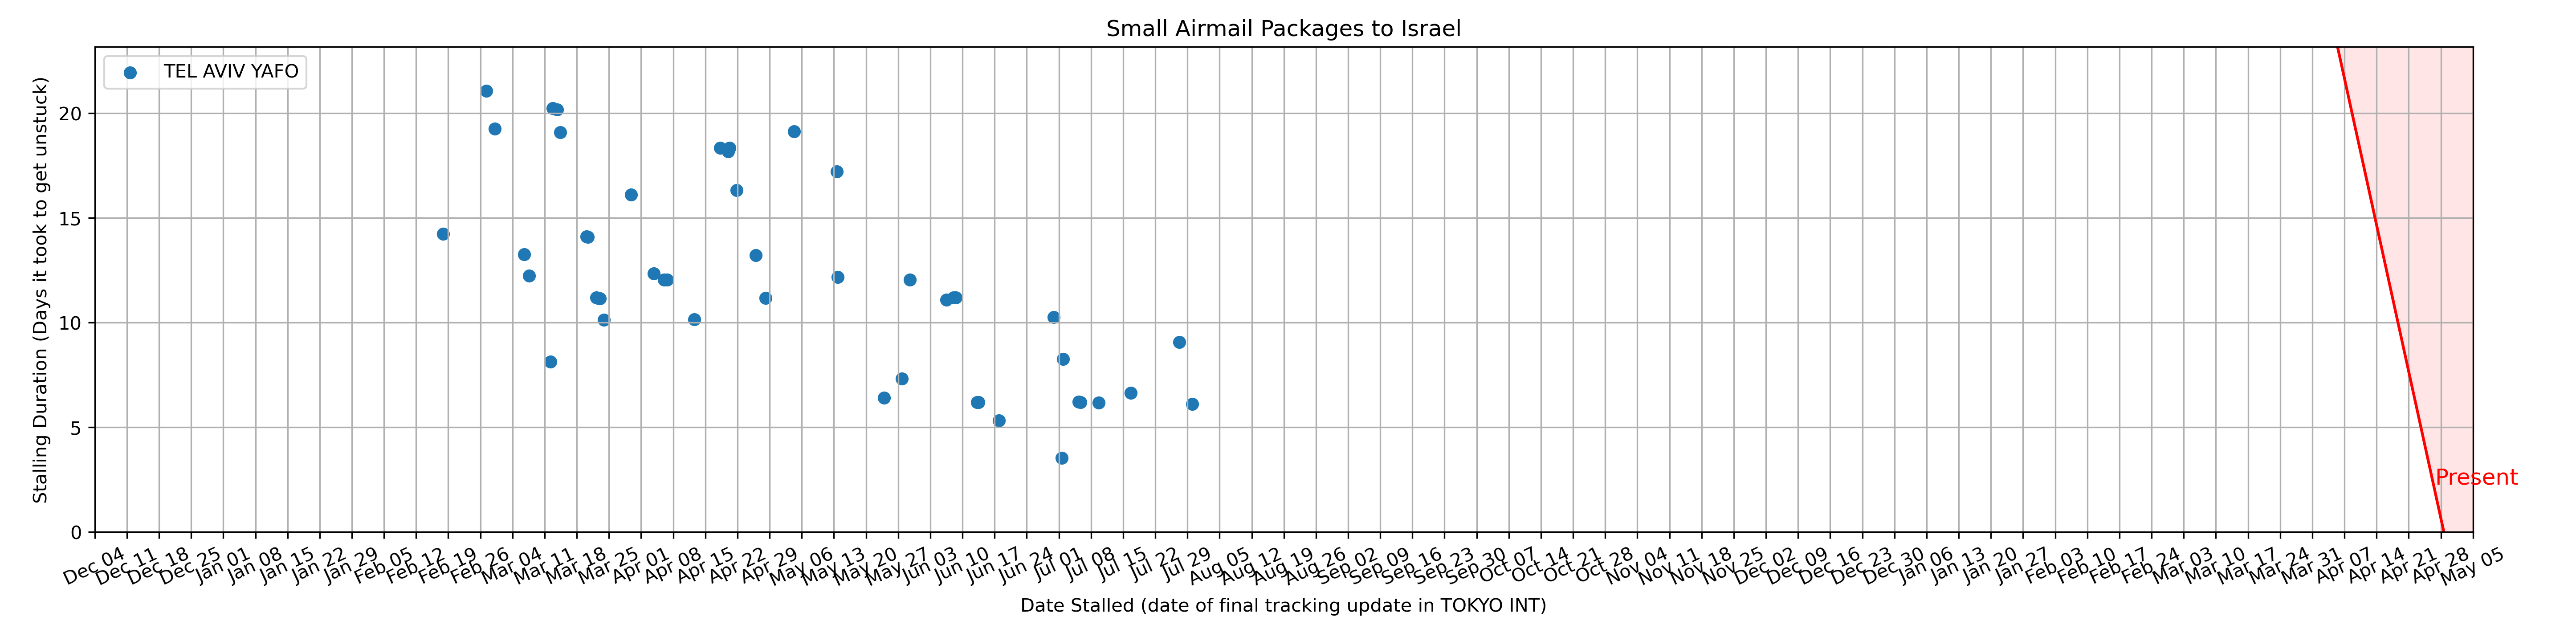 Small Airmail Packages to Israel
TEL AVIV YAFO
Stalling Duration (Days it took to get unstuck)
20
15
10
5
0
Present
Dec 04
Dec 11
Dec 18
Dec 25
Jan 01
Jan 08
Jan 15
Jan 22
Jan 29
Feb 05
Feb 12
Feb 19
Feb 26
Mar 04
Mar 11
Mar 18
Mar 25
Apr 01
Apr 08
Apr 15
Apr 22
Apr 29
May 06
May 13
May 20
May 27
Jun 03
Jun 10
Jun 17
Jun 24
Jul 01
Jul 08
Jul 15
Jul 22
Jul 29
Aug 05
Aug 12
Aug 19
Aug 26
Sep 02
Sep 09
Sep 16
Sep 23
Sep 30
Oct 07
Oct 14
Oct 21
Oct 28
Nov 04
Nov 11
Nov 18
Nov 25
Dec 02
Dec 09
Dec 16
Dec 23
Dec 30
Jan 06
Jan 13
Jan 20
Jan 27
Feb 03
Feb 10
Feb 17
Feb 24
Mar 03
Mar 10
Mar 17
Mar 24
Mar 31
Apr 07
Apr 14
Apr 21
Apr 28
May 05
Date Stalled (date of final tracking update in TOKYO INT)